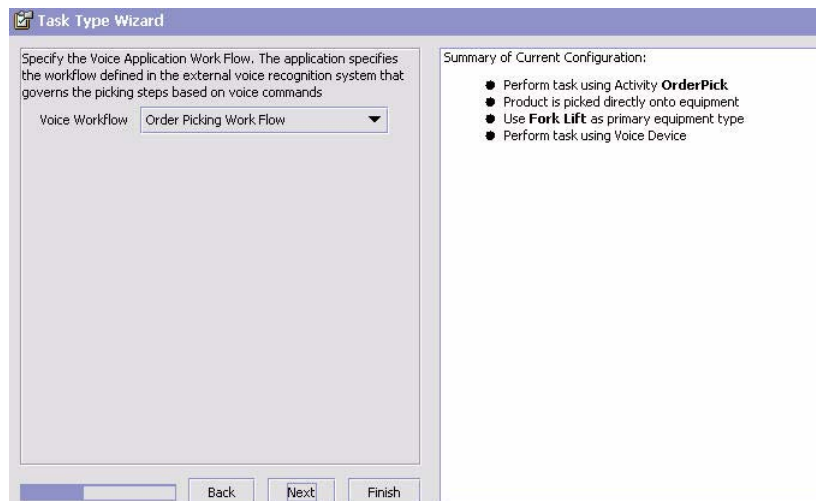 Task Type Wizard
Specify the Voice Application Work Flow. The application specifies
the workflow defined in the external voice recognition system that
governs the picking steps based on voice commands
Voice Workflow Order Picking Work Flow
Summary of Current Configuration:
Perform task using Activity OrderPick
Product is picked directly onto equipment
Use Fork Lift as primary equipment type
Perform task using Voice Device
Back Next Finish